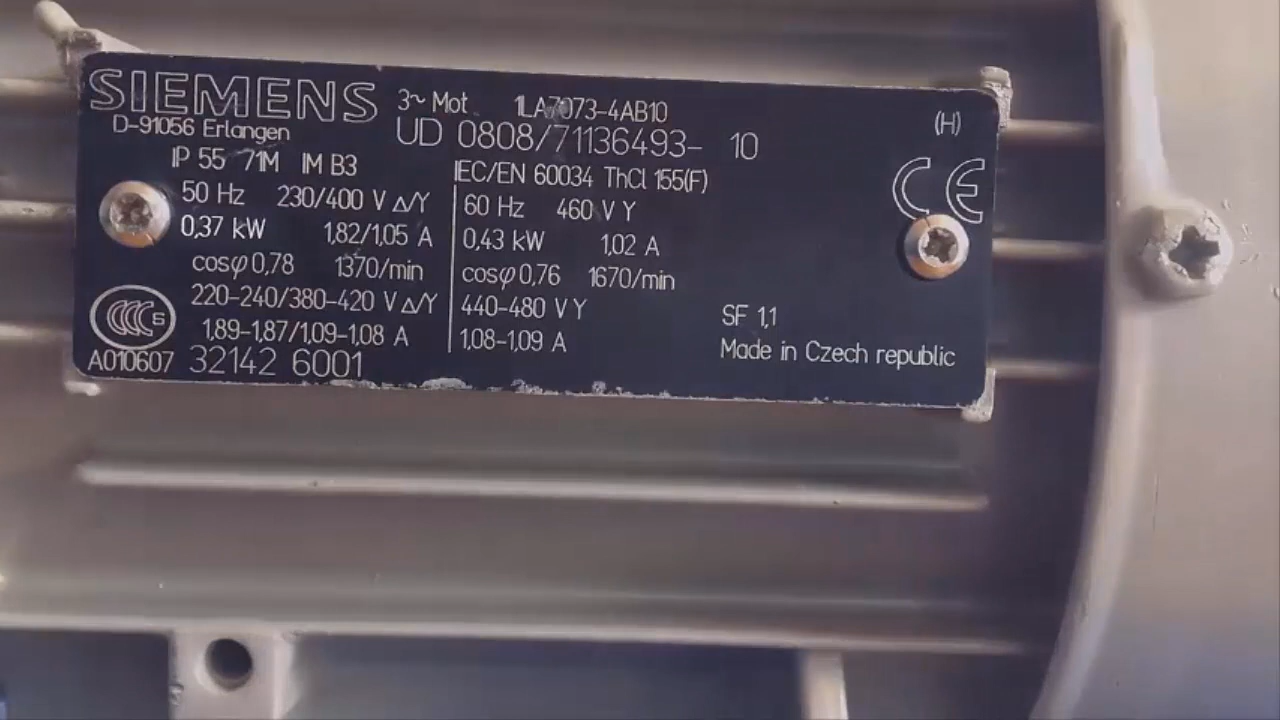 SIEMENS
D-91056 Erlangen
3~ Mot 1LA7073-4AB10
UD 0808/71136493- 10
(H)
IP 55 71M IM B3
IEC/EN 60034 ThCl 155(F)
CE
50 Hz 230/400 V Δ/Y
0,37 kW 1,82/1,05 A
cosφ 0,78 1370/min
220-240/380-420 V Δ/Y
1,89-1,87/1,09-1,08 A
60 Hz 460 V Y
0,43 kW 1,02 A
cosφ 0,76 1670/min
440-480 V Y
1,08-1,09 A
CCC S
A010607 32142 6001
SF 1,1
Made in Czech republic